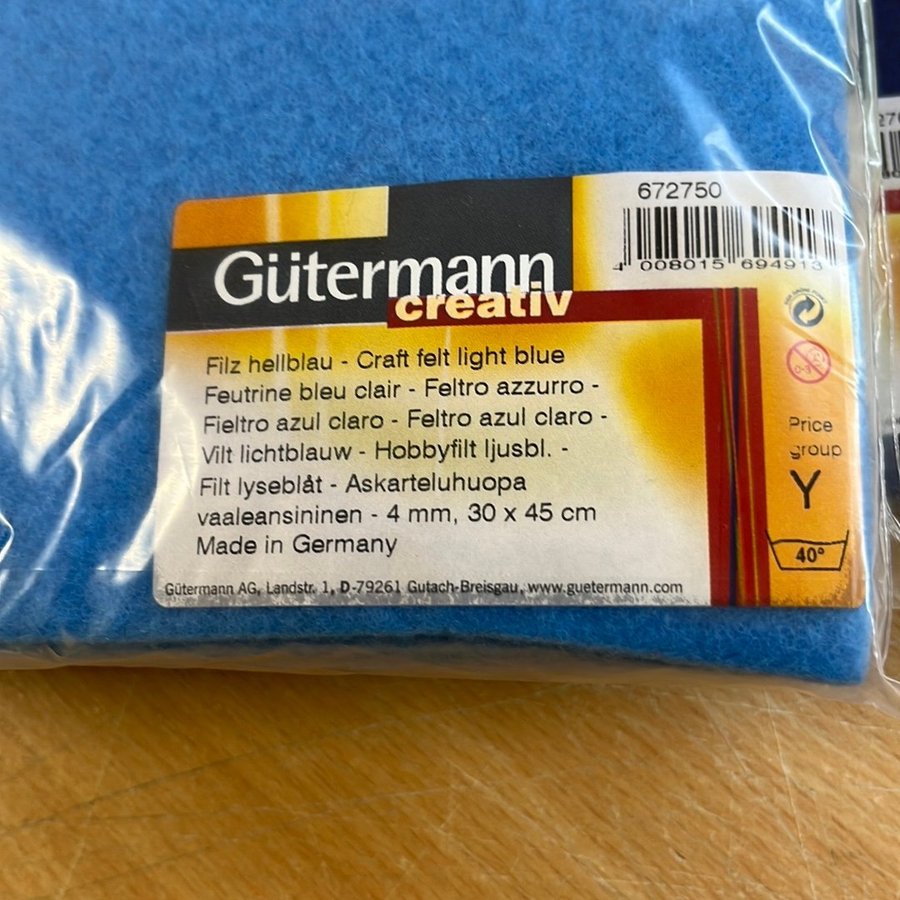 672750
4 008015 694913
Gütermann
creativ
Filz hellblau - Craft felt light blue
Feutrine bleu clair - Feltro azzurro -
Fieltro azul claro - Feltro azul claro -
Vilt lichtblauw - Hobbyfilt ljusbl. -
Filt lyseblåt - Askarteluhuopa
vaaleansininen - 4 mm, 30 x 45 cm
Made in Germany
Gütermann AG, Landstr. 1, D-79261 Gutach-Breisgau, www.guetermann.com
0-3
Price
group
Y
40°